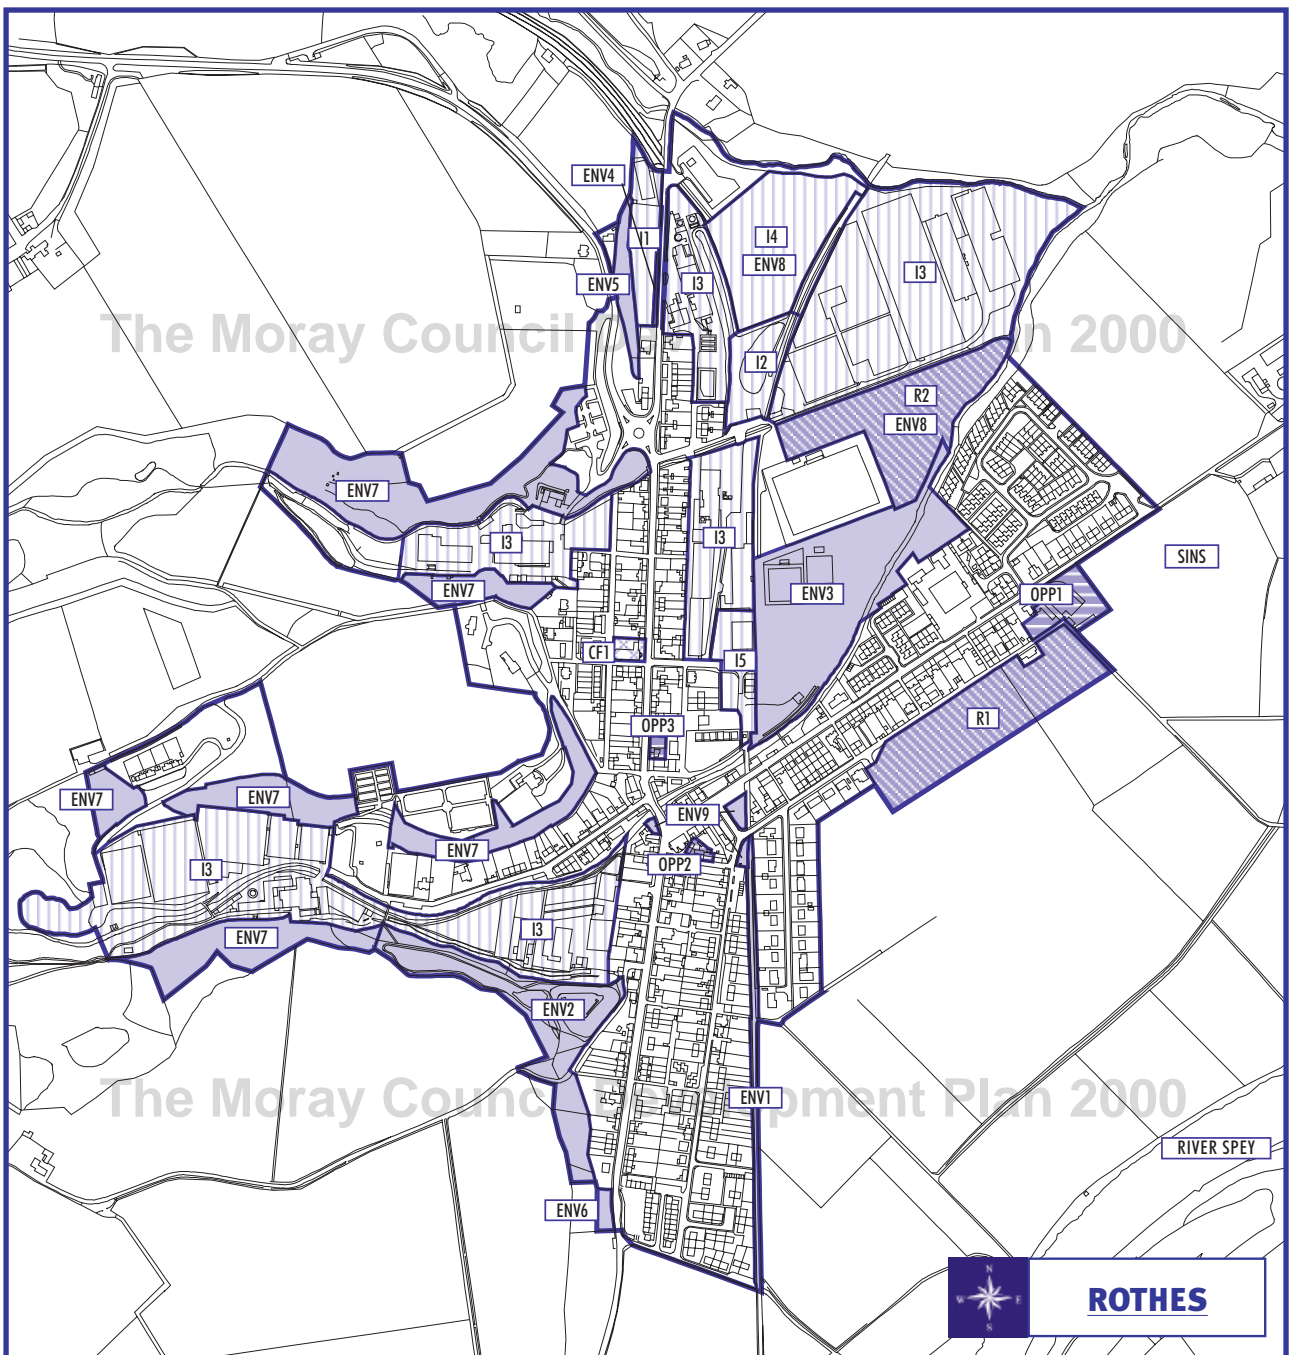 ENV4
I1
I4
ENV8
I3
ENV5
I3
The Moray Council D n 2000
I2
R2
ENV8
ENV7
I3
I3
SINS
ENV7
ENV3
OPP1
CF1
I5
R1
OPP3
ENV7
ENV7
ENV9
ENV7
OPP2
I3
I3
ENV7
ENV2
The Moray Council Development Plan 2000
ENV1
RIVER SPEY
ENV6
N
W E
S
ROTHES